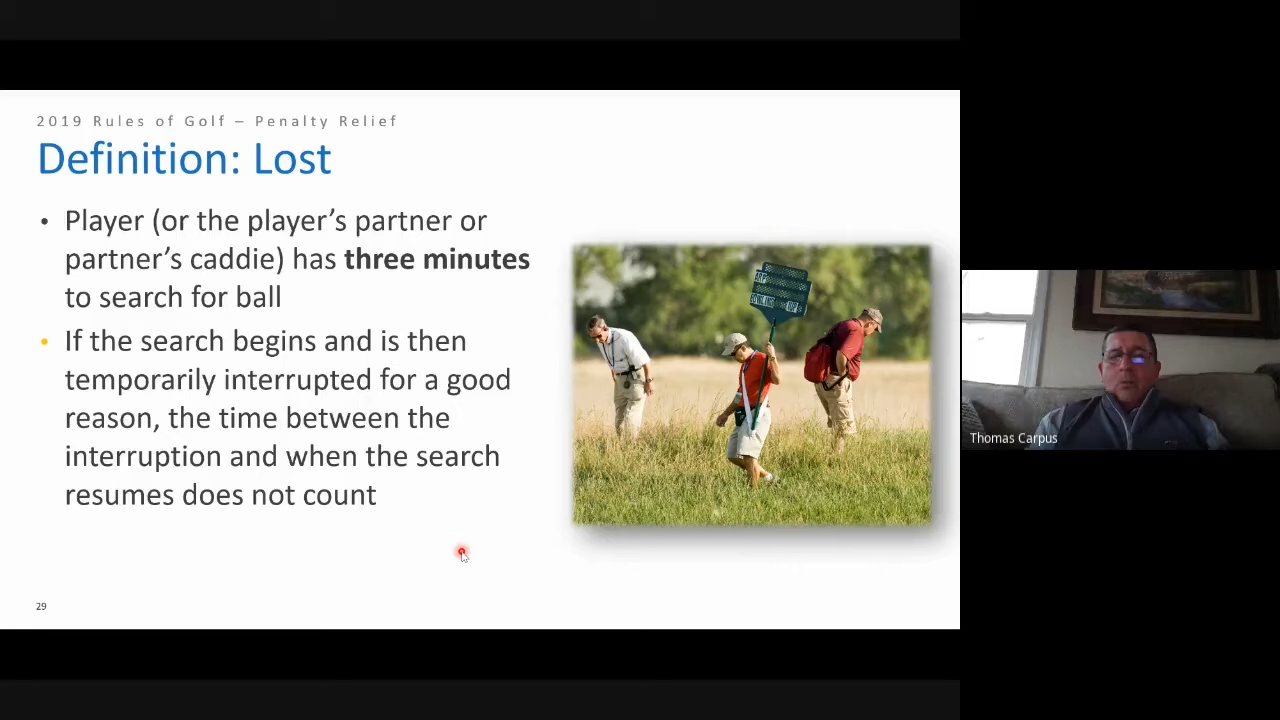 2019 Rules of Golf – Penalty Relief
Definition: Lost
• Player (or the player’s partner or
partner’s caddie) has three minutes
to search for ball
• If the search begins and is then
temporarily interrupted for a good
reason, the time between the
interruption and when the search
resumes does not count
29
Thomas Carpus